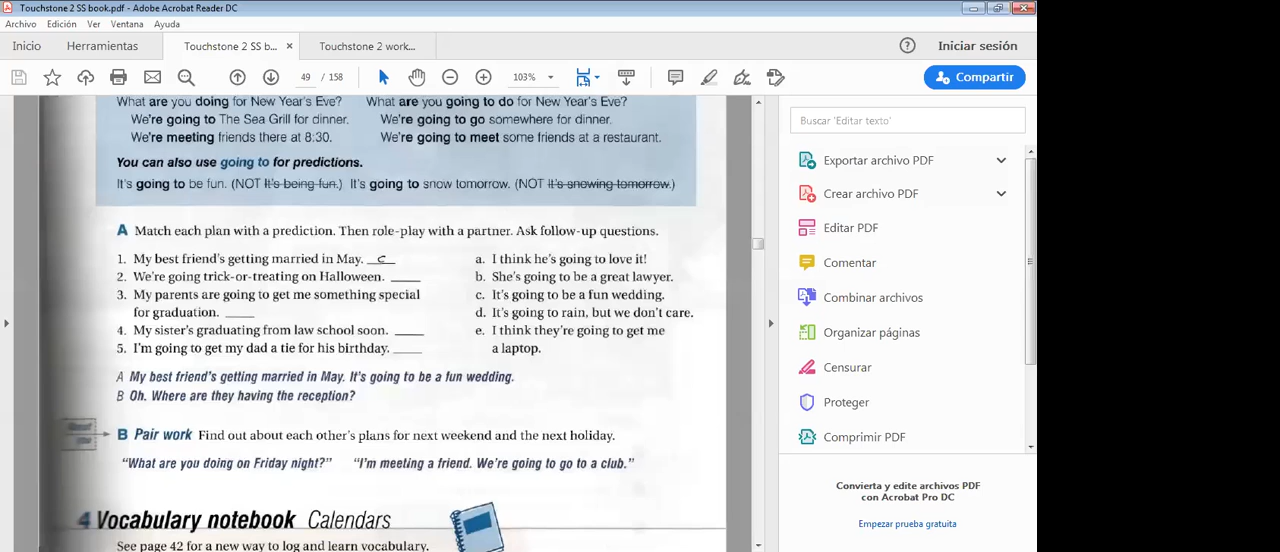 Touchstone 2 SS book.pdf - Adobe Acrobat Reader DC
Archivo Edición Ver Ventana Ayuda
Inicio Herramientas Touchstone 2 SS b... × Touchstone 2 work... Iniciar sesión
49 / 158 103% Compartir
What are you doing for New Year's Eve? What are you going to do for New Year's Eve?
We're going to The Sea Grill for dinner. We're going to go somewhere for dinner.
We're meeting friends there at 8:30. We're going to meet some friends at a restaurant.
You can also use going to for predictions.
It's going to be fun. (NOT It's being fun.) It's going to snow tomorrow. (NOT It's snowing tomorrow.)
A Match each plan with a prediction. Then role-play with a partner. Ask follow-up questions.
1. My best friend's getting married in May. c
2. We're going trick-or-treating on Halloween. ____
3. My parents are going to get me something special
for graduation. ____
4. My sister's graduating from law school soon. ____
5. I'm going to get my dad a tie for his birthday. ____
a. I think he's going to love it!
b. She's going to be a great lawyer.
c. It's going to be a fun wedding.
d. It's going to rain, but we don't care.
e. I think they're going to get me
a laptop.
A My best friend's getting married in May. It's going to be a fun wedding.
B Oh. Where are they having the reception?
B Pair work Find out about each other's plans for next weekend and the next holiday.
"What are you doing on Friday night?" "I'm meeting a friend. We're going to go to a club."
4 Vocabulary notebook Calendars
See page 42 for a new way to log and learn vocabulary.
Buscar 'Editar texto'
Exportar archivo PDF
Crear archivo PDF
Editar PDF
Comentar
Combinar archivos
Organizar páginas
Censurar
Proteger
Comprimir PDF
Convierta y edite archivos PDF
con Acrobat Pro DC
Empezar prueba gratuita